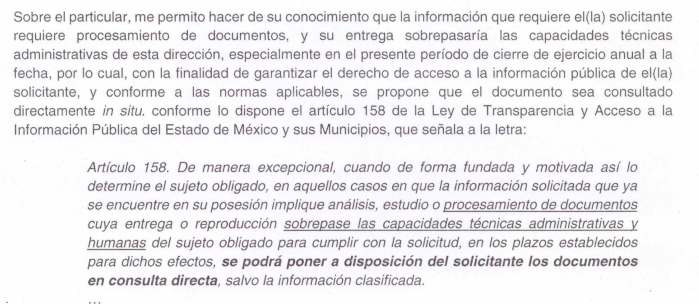 Sobre el particular, me permito hacer de su conocimiento que la información que requiere el(la) solicitante
requiere procesamiento de documentos, y su entrega sobrepasaría las capacidades técnicas
administrativas de esta dirección, especialmente en el presente período de cierre de ejercicio anual a la
fecha, por lo cual, con la finalidad de garantizar el derecho de acceso a la información pública de el(la)
solicitante, y conforme a las normas aplicables, se propone que el documento sea consultado
directamente in situ. conforme lo dispone el artículo 158 de la Ley de Transparencia y Acceso a la
Información Pública del Estado de México y sus Municipios, que señala a la letra:
Artículo 158. De manera excepcional, cuando de forma fundada y motivada así lo
determine el sujeto obligado, en aquellos casos en que la información solicitada que ya
se encuentre en su posesión implique análisis, estudio o procesamiento de documentos
cuya entrega o reproducción sobrepase las capacidades técnicas administrativas y
humanas del sujeto obligado para cumplir con la solicitud, en los plazos establecidos
para dichos efectos, se podrá poner a disposición del solicitante los documentos
en consulta directa, salvo la información clasificada.
...